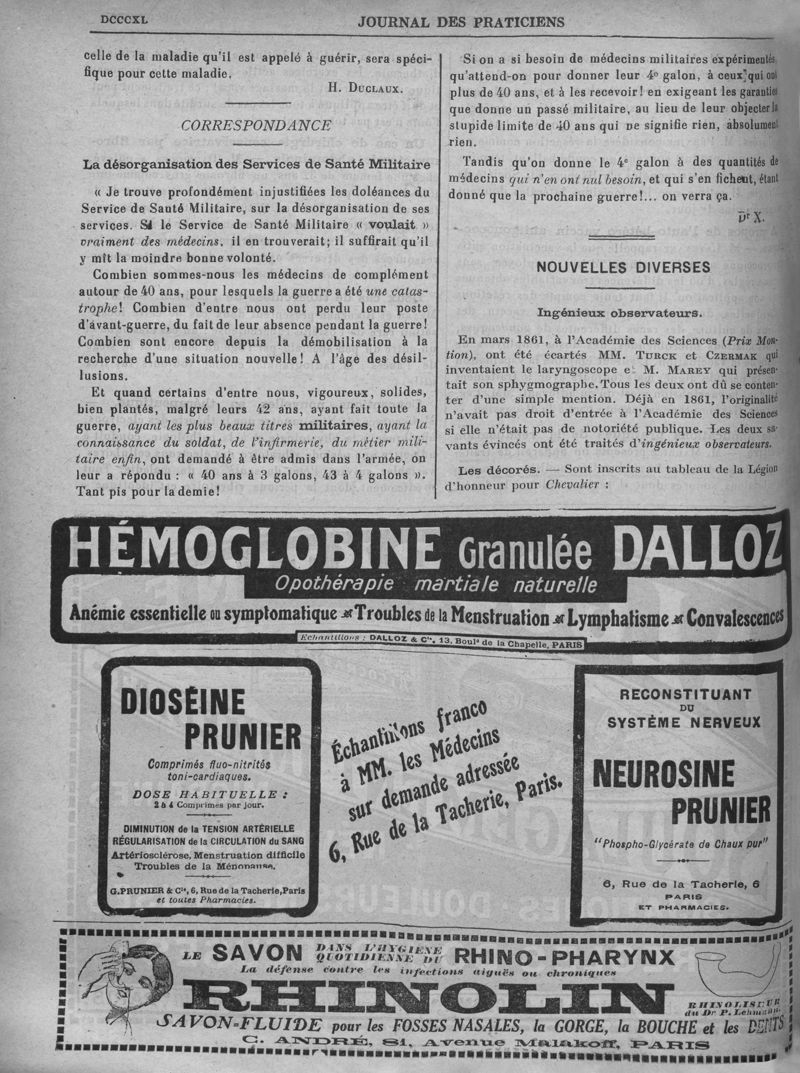 DCCCXL
JOURNAL DES PRATICIENS
celle de la maladie qu'il est appelé à guérir, sera spéci-
fique pour cette maladie.
H. Duclaux.
CORRESPONDANCE
La désorganisation des Services de Santé Militaire
« Je trouve profondément injustifiées les doléances du
Service de Santé Militaire, sur la désorganisation de ses
services. Si le Service de Santé Militaire « voulait »
vraiment des médecins, il en trouverait; il suffirait qu'il
y mît la moindre bonne volonté.
Combien sommes-nous les médecins de complément
autour de 40 ans, pour lesquels la guerre a été une catas-
trophe! Combien d'entre nous ont perdu leur poste
d'avant-guerre, du fait de leur absence pendant la guerre!
Combien sont encore depuis la démobilisation à la
recherche d'une situation nouvelle! A l'âge des désil-
lusions.
Et quand certains d'entre nous, vigoureux, solides,
bien plantés, malgré leurs 42 ans, ayant fait toute la
guerre, ayant les plus beaux titres militaires, ayant la
connaissance du soldat, de l'infirmerie, du métier mili-
taire enfin, ont demandé à être admis dans l'armée, on
leur a répondu : « 40 ans à 3 galons, 43 à 4 galons ».
Tant pis pour la demie!
Si on a si besoin de médecins militaires expérimentés
qu'attend-on pour donner leur 4e galon, à ceux qui ont
plus de 40 ans, et à les recevoir! en exigeant les garanties
que donne un passé militaire, au lieu de leur objecter la
stupide limite de 40 ans qui ne signifie rien, absolument
rien.
Tandis qu'on donne le 4e galon à des quantités de
médecins qui n'en ont nul besoin, et qui s'en fichent, étant
donné que la prochaine guerre!... on verra ça.
Dr X.
NOUVELLES DIVERSES
Ingénieux observateurs.
En mars 1861, à l'Académie des Sciences (Prix Mon-
tion), ont été écartés MM. Turck et Czermak qui
inventaient le laryngoscope et M. Marey qui présen-
tait son sphygmographe. Tous les deux ont dû se conten-
ter d'une simple mention. Déjà en 1861, l'originalité
n'avait pas droit d'entrée à l'Académie des Sciences
si elle n'était pas de notoriété publique. Les deux sa-
vants évincés ont été traités d'ingénieux observateurs.
Les décorés. — Sont inscrits au tableau de la Légion
d'honneur pour Chevalier :
HÉMOGLOBINE Granulée DALLOZ
Opothérapie martiale naturelle
Anémie essentielle ou symptomatique Troubles de la Menstruation Lymphatisme Convalescences
Echantillons : DALLOZ & Cie, 13, Boulд de la Chapelle, PARIS
DIOSÉINE
PRUNIER
Comprimés fluo-nitrités
toni-cardiaques.
DOSE HABITUELLE :
2 à 4 Comprimés par jour.
DIMINUTION de la TENSION ARTÉRIELLE
RÉGULARISATION de la CIRCULATION du SANG
Artériosclérose, Menstruation difficile
Troubles de la Ménopause.
G. PRUNIER & Cie, 6, Rue de la Tacherie, Paris
et toutes Pharmacies.
Échantillons franco
à MM. les Médecins
sur demande adressée
6, Rue de la Tacherie, Paris.
RECONSTITUANT
DU
SYSTÈME NERVEUX
NEUROSINE
PRUNIER
"Phospho-Glycérate de Chaux pur"
6, Rue de la Tacherie, 6
PARIS
ET PHARMACIES.
LE SAVON DANS L'HYGIENE QUOTIDIENNE DU RHINO-PHARYNX
La défense contre les infections aiguës ou chroniques
RHINOLIN
RHINOLISEUR
du Dr P. Lehmann
SAVON-FLUIDE pour les FOSSES NASALES, la GORGE, la BOUCHE et les DENTS
C. ANDRÉ, 81, Avenue Malakoff, PARIS